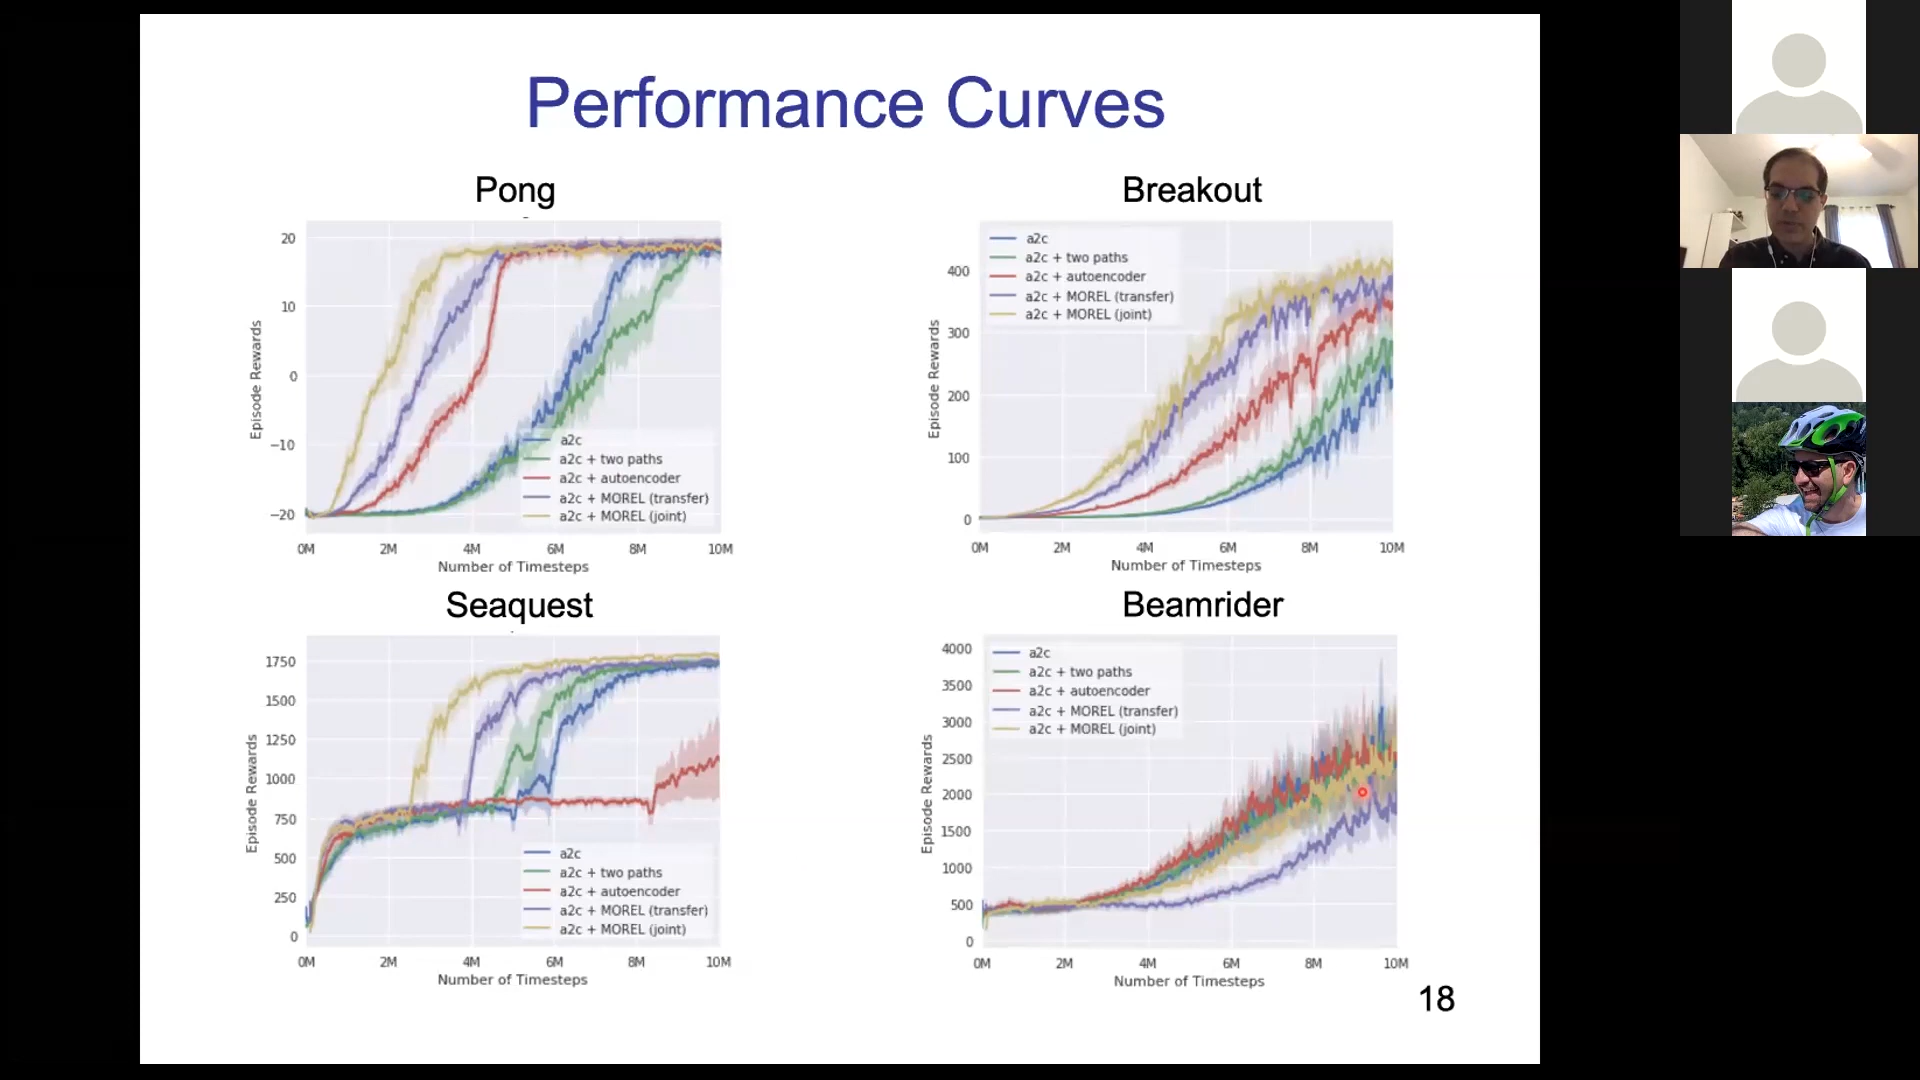 Performance Curves
Pong
20
10
0
−10
−20
Episode Rewards
a2c
a2c + two paths
a2c + autoencoder
a2c + MOREL (transfer)
a2c + MOREL (joint)
0M 2M 4M 6M 8M 10M
Number of Timesteps
Breakout
400
300
200
100
0
Episode Rewards
a2c
a2c + two paths
a2c + autoencoder
a2c + MOREL (transfer)
a2c + MOREL (joint)
0M 2M 4M 6M 8M 10M
Number of Timesteps
Seaquest
1750
1500
1250
1000
750
500
250
0
Episode Rewards
a2c
a2c + two paths
a2c + autoencoder
a2c + MOREL (transfer)
a2c + MOREL (joint)
0M 2M 4M 6M 8M 10M
Number of Timesteps
Beamrider
4000
3500
3000
2500
2000
1500
1000
500
0
Episode Rewards
a2c
a2c + two paths
a2c + autoencoder
a2c + MOREL (transfer)
a2c + MOREL (joint)
0M 2M 4M 6M 8M 10M
Number of Timesteps
18